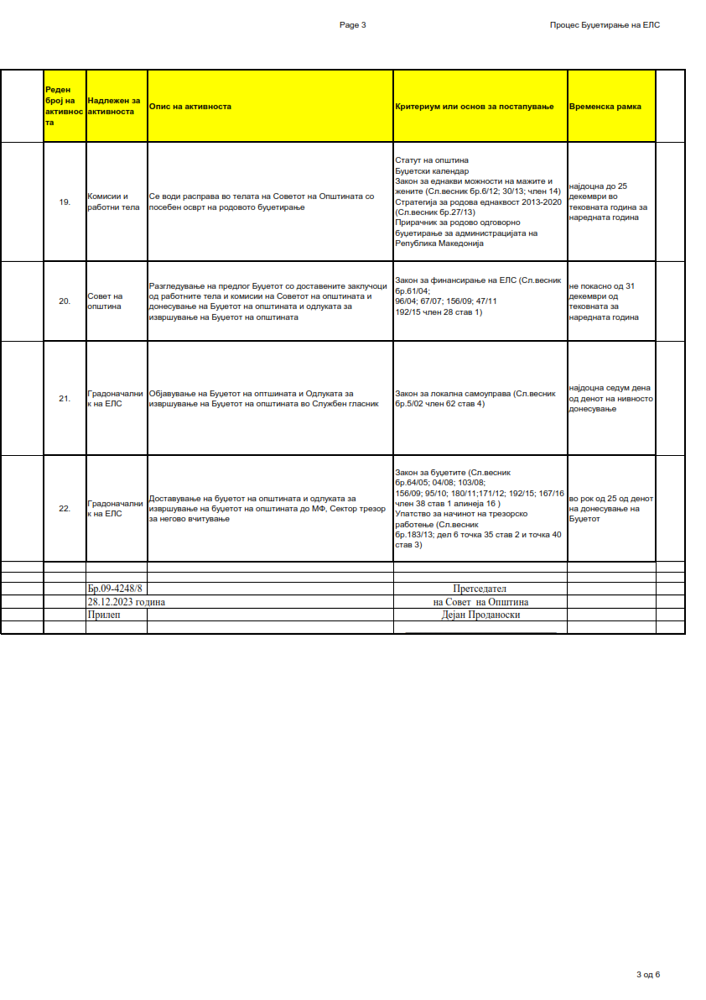 Page 3
Процес Буџетирање на ЕЛС
Реден
број на
активнос
та
Надлежен за
активноста
Опис на активноста
Критериум или основ за постапување
Временска рамка
19.
Комисии и
работни тела
Се води расправа во телата на Советот на Општината со
посебен осврт на родовото буџетирање
Статут на општина
Буџетски календар
Закон за еднакви можности на мажите и
жените (Сл.весник бр.6/12; 30/13; член 14)
Стратегија за родова еднаквост 2013-2020
(Сл.весник бр.27/13)
Прирачник за родово одговорно
буџетирање за администрацијата на
Република Македонија
најдоцна до 25
декември во
тековната година за
наредната година
20.
Совет на
општина
Разгледување на предлог Буџетот со доставените заклучоци
од работните тела и комисии на Советот на општината и
донесување на Буџетот на општината и одлуката за
извршување на Буџетот на општината
Закон за финансирање на ЕЛС (Сл.весник
бр.61/04;
96/04; 67/07; 156/09; 47/11
192/15 член 28 став 1)
не покасно од 31
декември од
тековната за
наредната година
21.
Градоначални
к на ЕЛС
Објавување на Буџетот на оптшината и Одлуката за
извршување на Буџетот на општината во Службен гласник
Закон за локална самоуправа (Сл.весник
бр.5/02 член 62 став 4)
најдоцна седум дена
од денот на нивносто
донесување
22.
Градоначални
к на ЕЛС
Доставување на буџетот на општината и одлуката за
извршување на буџетот на општината до МФ, Сектор трезор
за негово вчитување
Закон за буџетите (Сл.весник
бр.64/05; 04/08; 103/08;
156/09; 95/10; 180/11;171/12; 192/15; 167/16
член 38 став 1 алинеја 16 )
Упатство за начинот на трезорско
работење (Сл.весник
бр.183/13; дел 6 точка 35 став 2 и точка 40
став 3)
во рок од 25 од денот
на донесување на
Буџетот
Бр.09-4248/8
Претседател
28.12.2023 година
на Совет на Општина
Прилеп
Дејан Проданоски
3 од 6